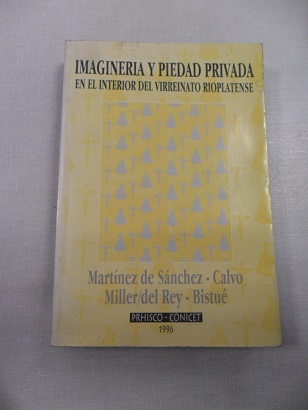 IMAGINERIA Y PIEDAD PRIVADA
EN EL INTERIOR DEL VIRREINATO RIOPLATENSE
Martínez de Sánchez - Calvo
Miller/del Rey - Bistué
PRHISCO - CONICET
1996